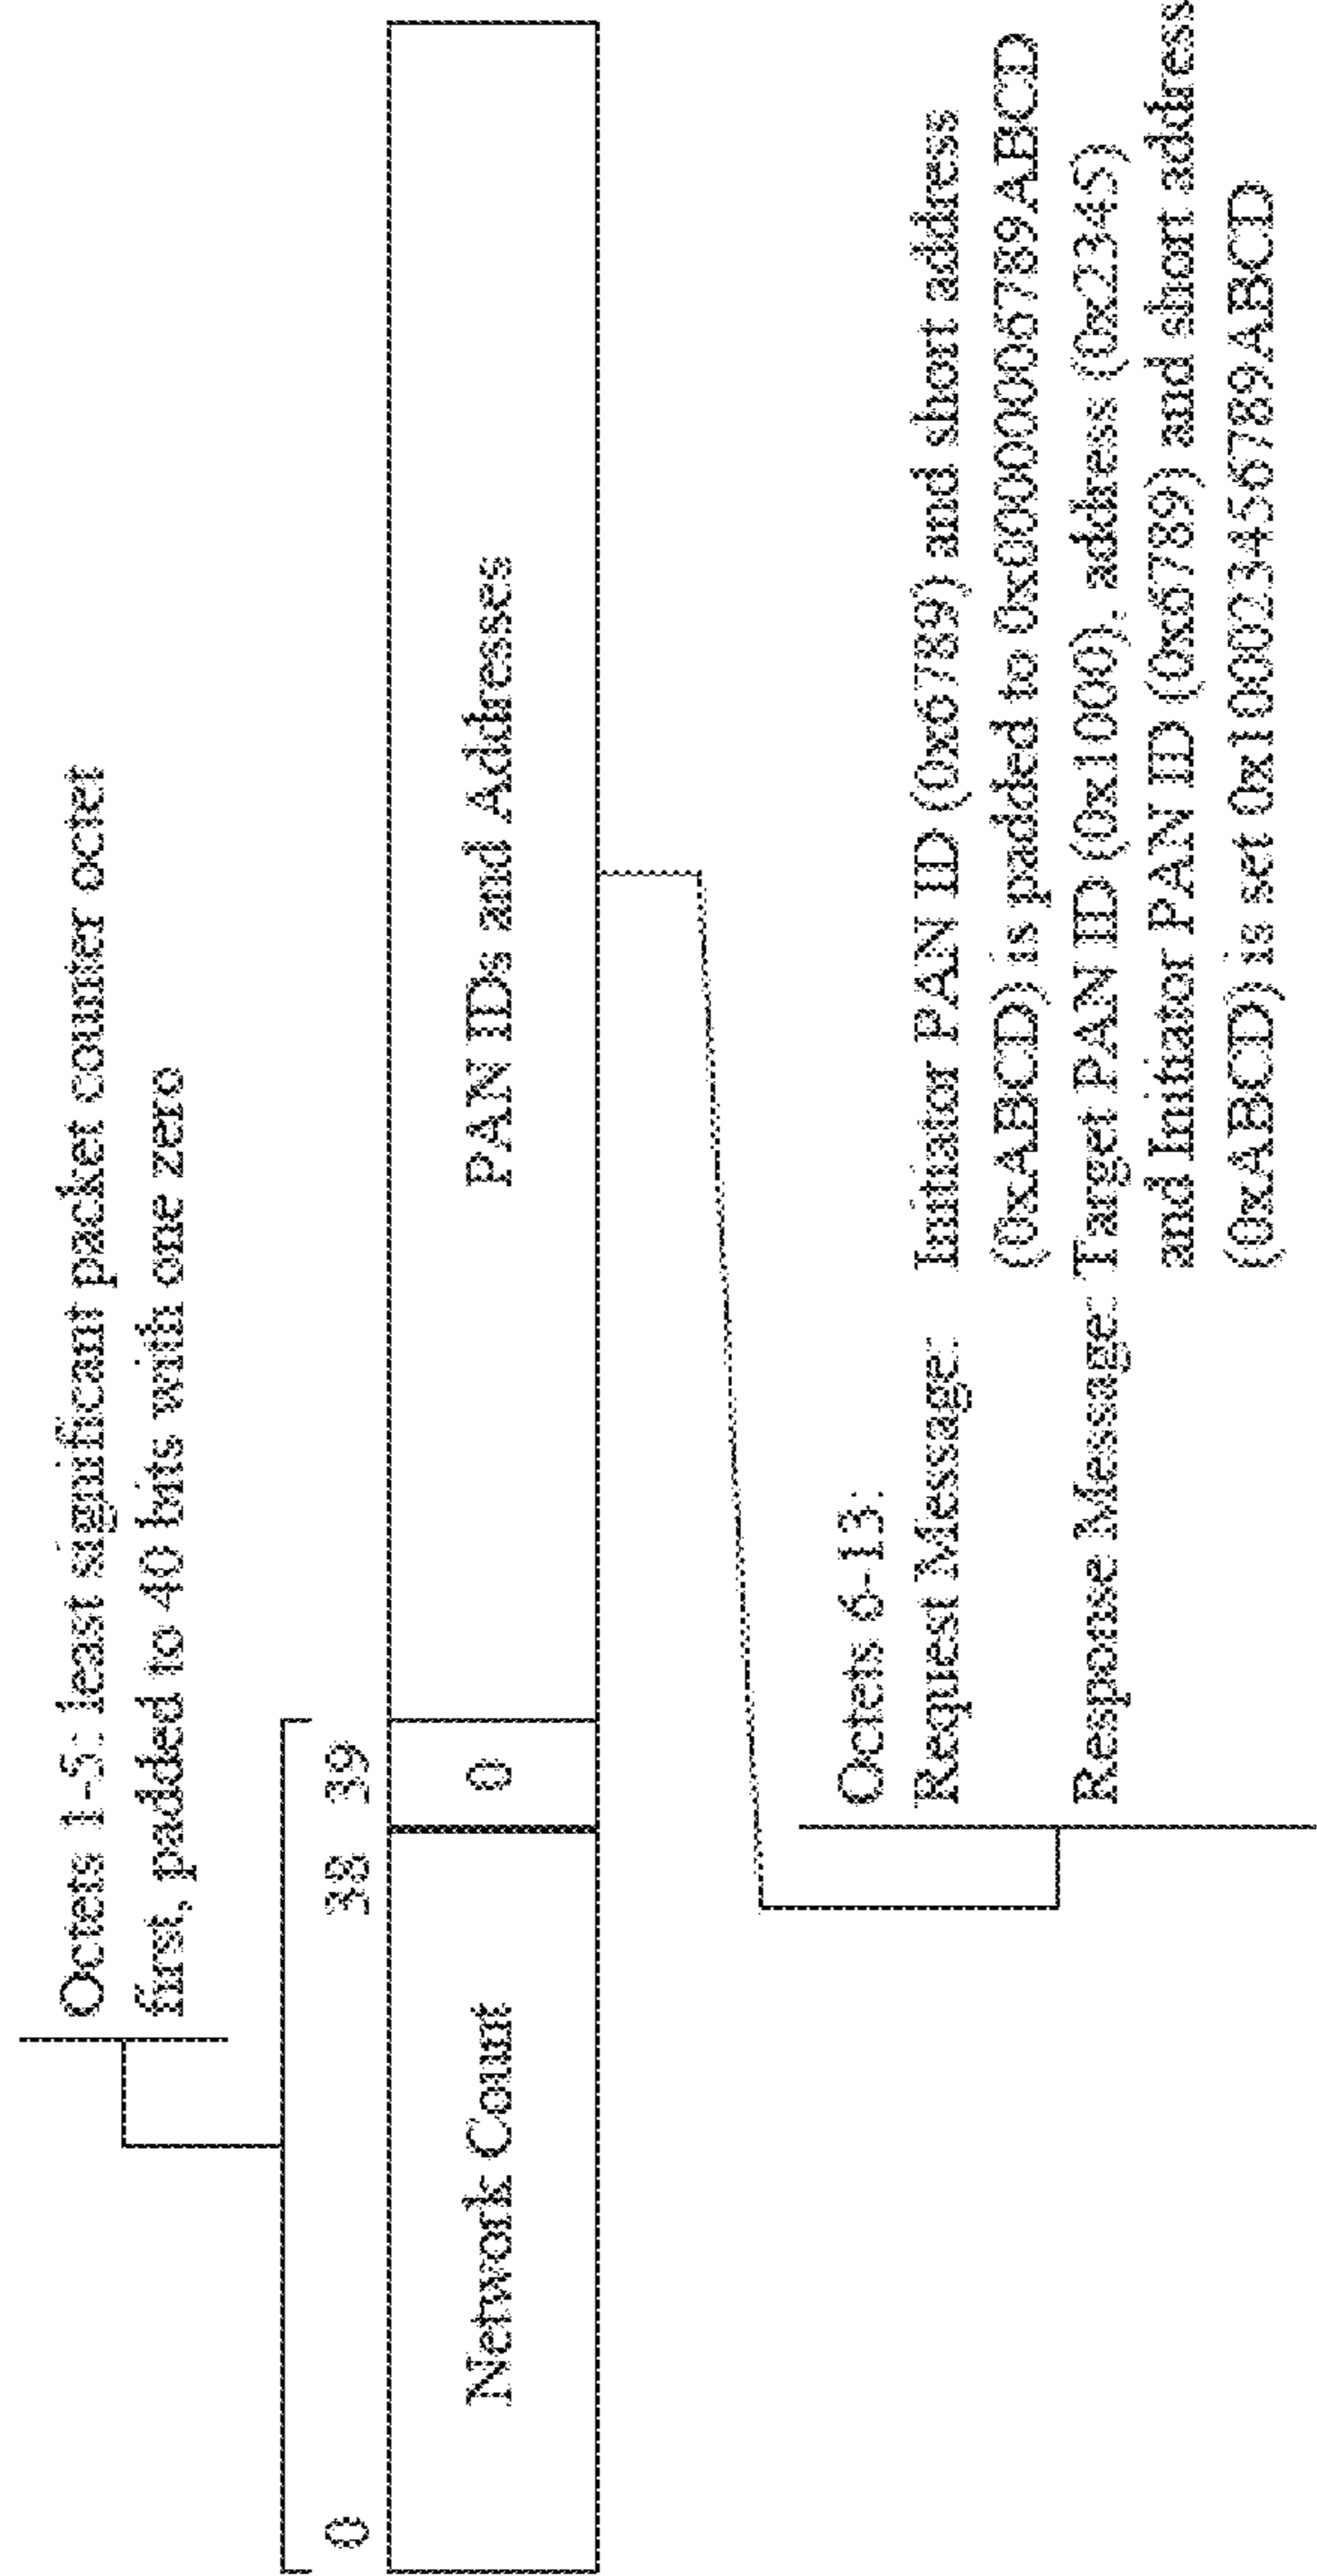 Octets 1-5: least significant packet counter octet
first, padded to 40 bits with one zero
0 38 39
Network Count 0 PAN IDs and Addresses
Octets 6-13:
Request Message: Initiator PAN ID (0x6789) and short address
(0xABCD) is padded to 0x000000006789ABCD
Response Message: Target PAN ID (0x1000), address (0x2345)
and Initiator PAN ID (0x6789) and short address
(0xABCD) is set 0x100023456789ABCD